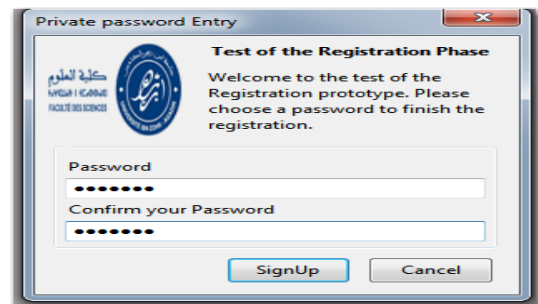 Private password Entry
Test of the Registration Phase
Welcome to the test of the
Registration prototype. Please
choose a password to finish the
registration.
كلية العلوم
FACULTÉ DES SCIENCES
Password
•••••••
Confirm your Password
•••••••
SignUp
Cancel